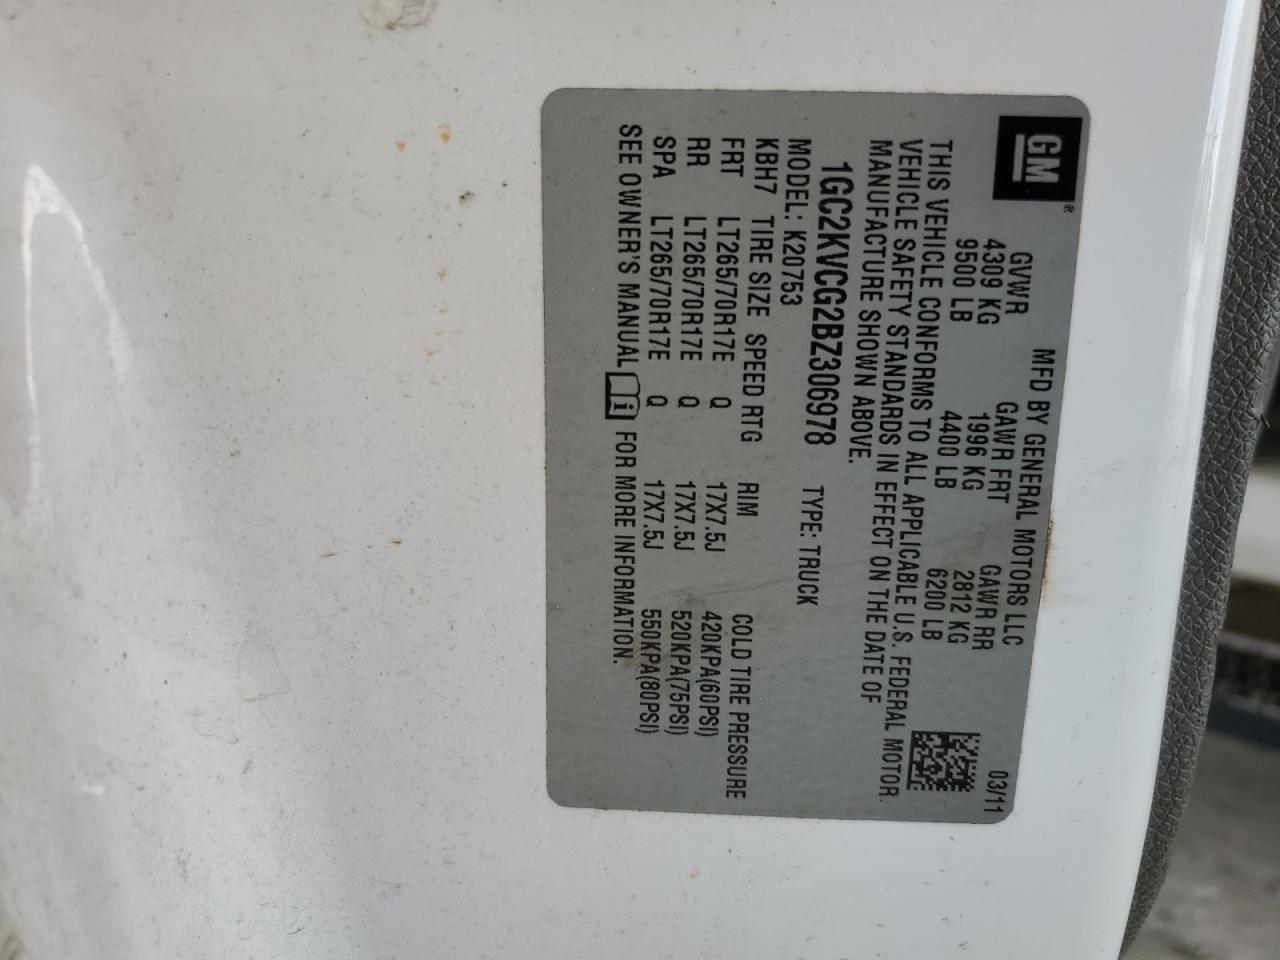 GM ®
MFD BY GENERAL MOTORS LLC 03/11
GVWR GAWR FRT GAWR RR
4309 KG 1996 KG 2812 KG
9500 LB 4400 LB 6200 LB
THIS VEHICLE CONFORMS TO ALL APPLICABLE U.S. FEDERAL MOTOR
VEHICLE SAFETY STANDARDS IN EFFECT ON THE DATE OF
MANUFACTURE SHOWN ABOVE.
1GC2KVCG2BZ306978 TYPE: TRUCK
MODEL: K20753
KBH7 TIRE SIZE SPEED RTG RIM COLD TIRE PRESSURE
FRT LT265/70R17E Q 17X7.5J 420KPA(60PSI)
RR LT265/70R17E Q 17X7.5J 520KPA(75PSI)
SPA LT265/70R17E Q 17X7.5J 550KPA(80PSI)
SEE OWNER'S MANUAL i FOR MORE INFORMATION.